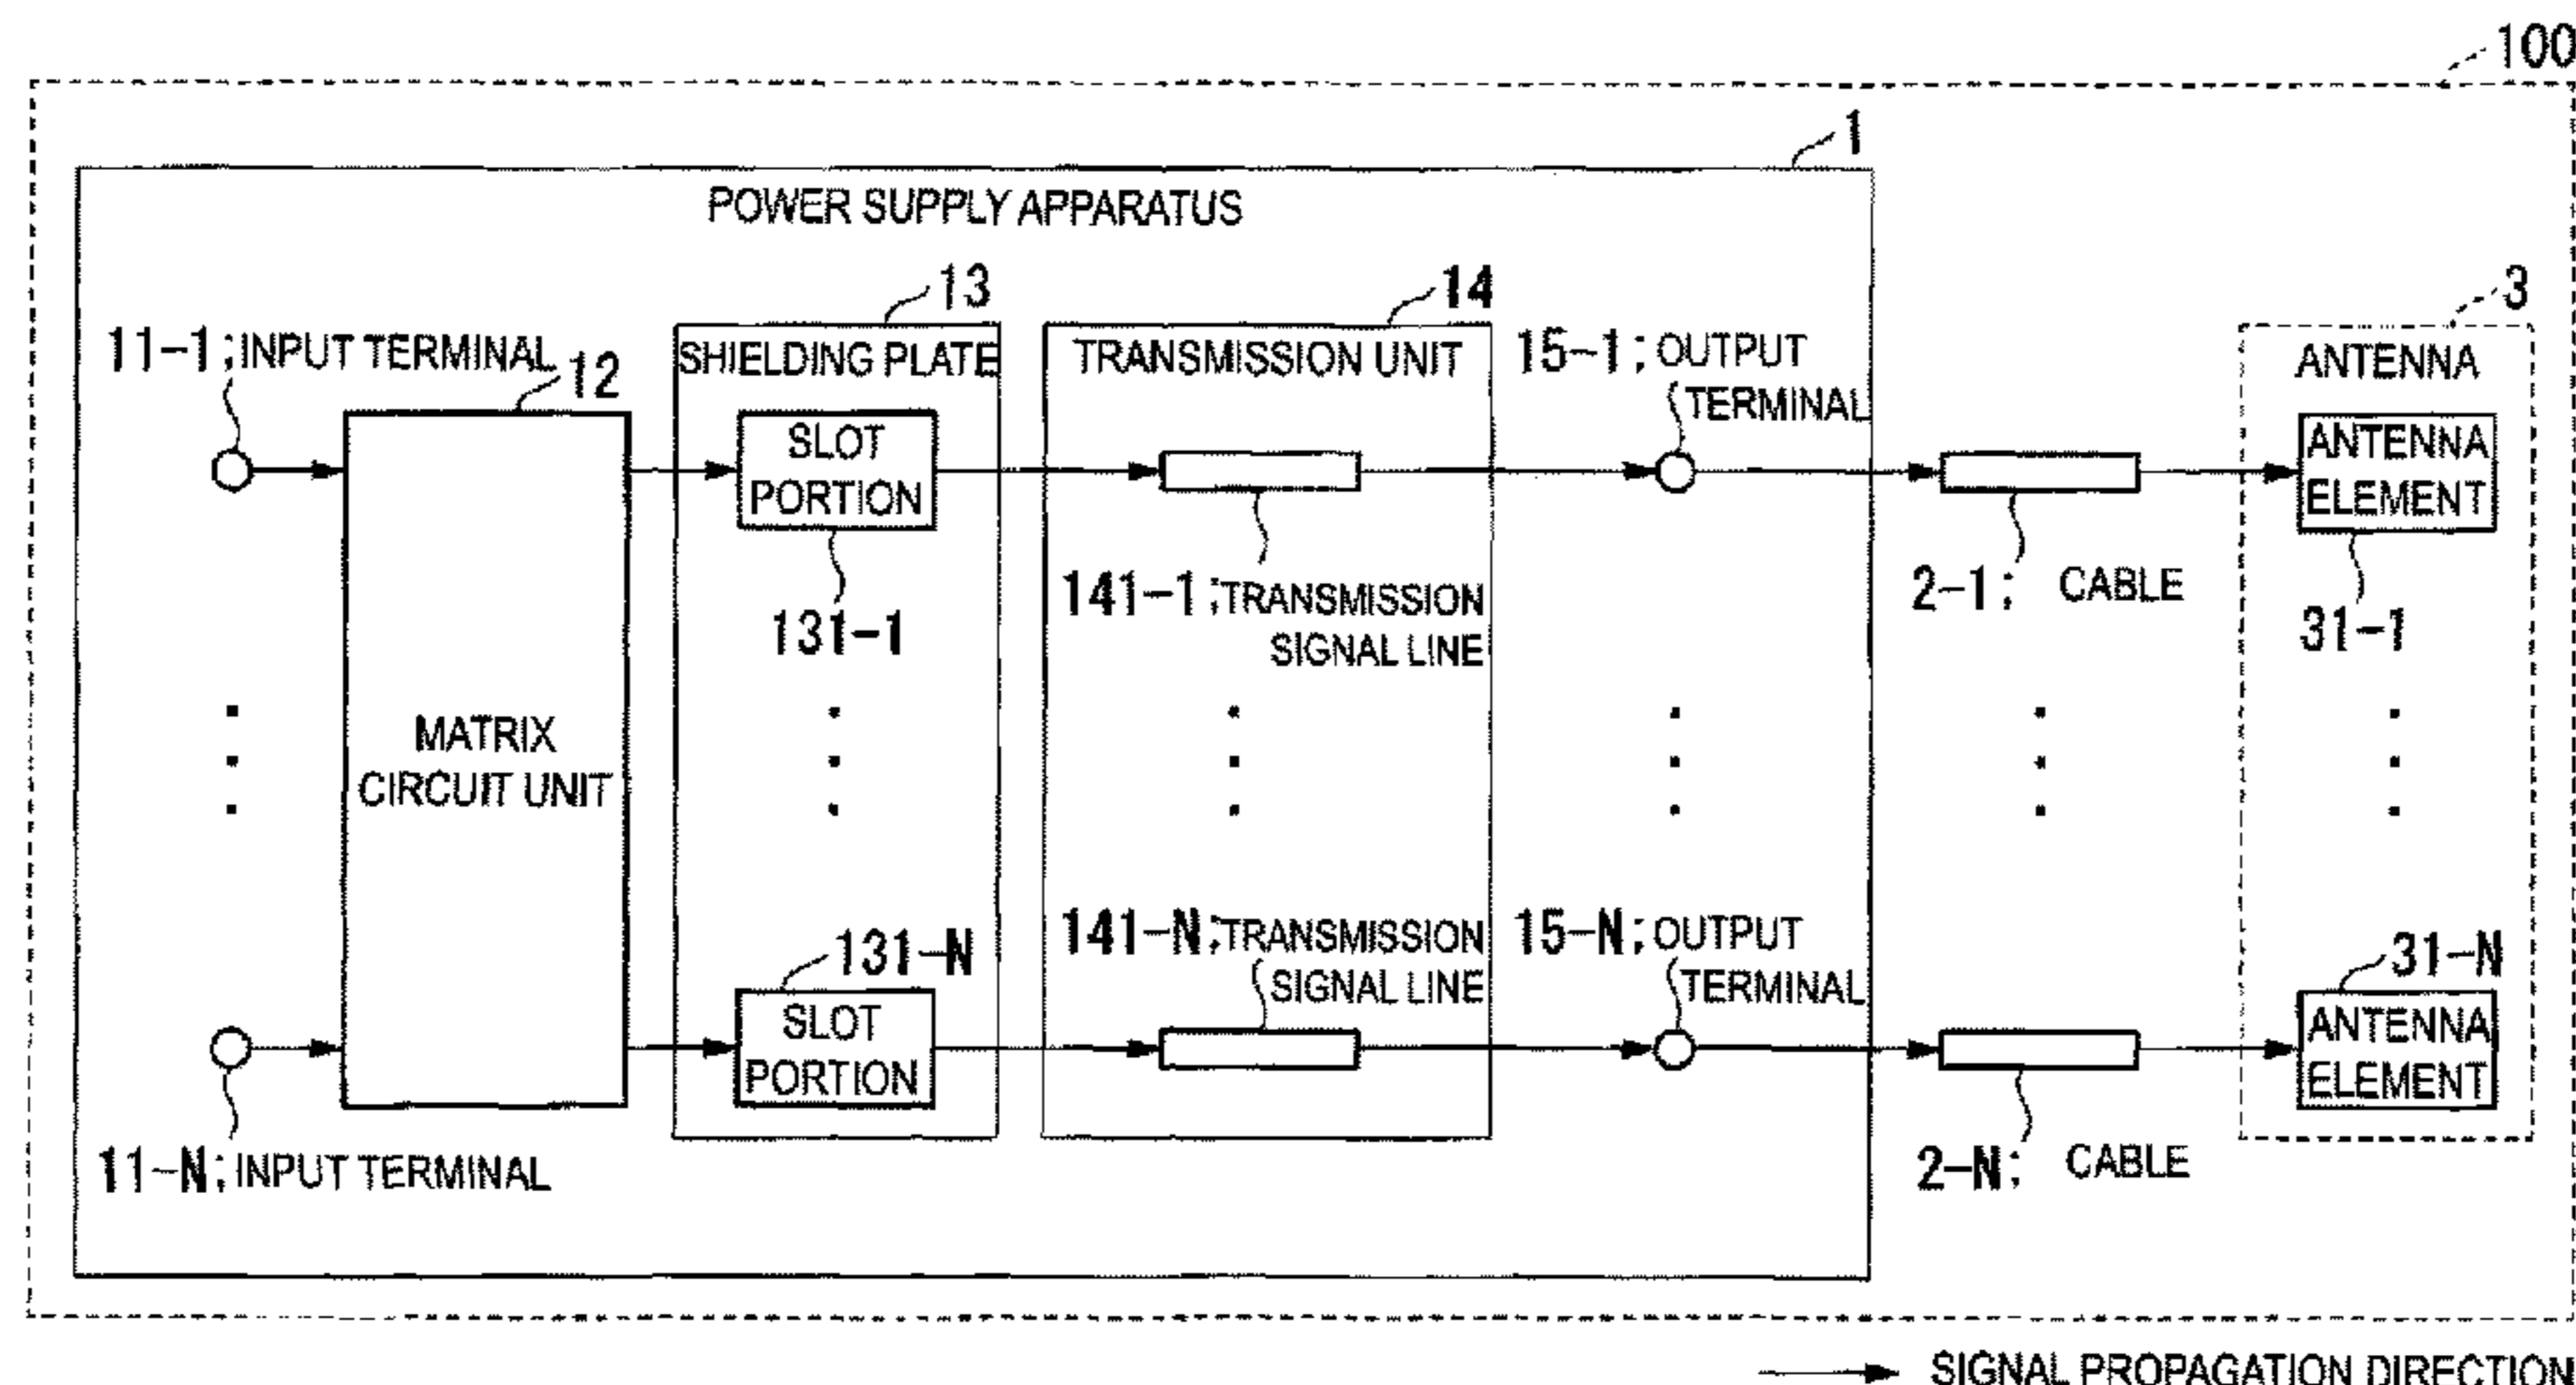 100
1
POWER SUPPLY APPARATUS
13
14
3
11-1; INPUT TERMINAL
12
SHIELDING PLATE
TRANSMISSION UNIT
15-1; OUTPUT
TERMINAL
ANTENNA
SLOT
PORTION
ANTENNA
ELEMENT
131-1
141-1; TRANSMISSION
SIGNAL LINE
2-1; CABLE
31-1
MATRIX
CIRCUIT UNIT
131-N
141-N; TRANSMISSION
SIGNAL LINE
15-N; OUTPUT
TERMINAL
31-N
SLOT
PORTION
ANTENNA
ELEMENT
11-N; INPUT TERMINAL
2-N; CABLE
SIGNAL PROPAGATION DIRECTION